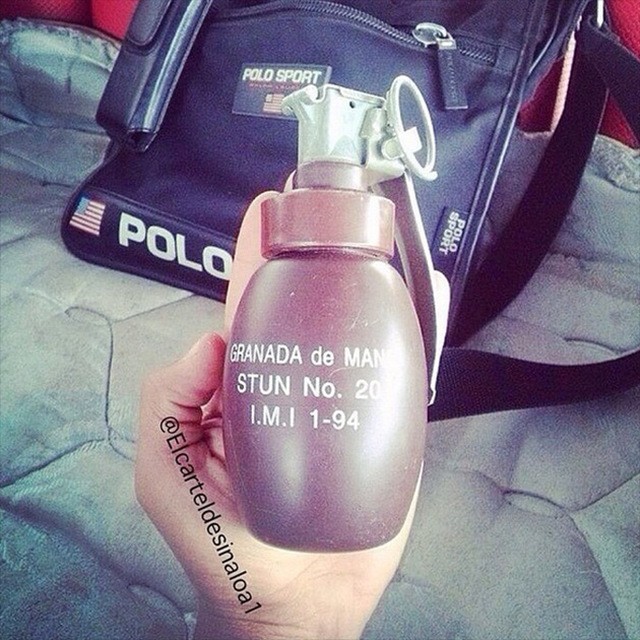 POLO SPORT
POLO
POLO
SPORT
GRANADA de MAN
STUN No. 20
I.M.I 1-94
@Elcarteldesinaloa1